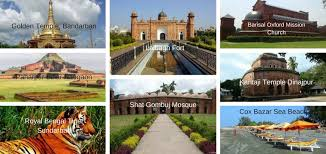 Golden Temple, Bandarban
Lalbagh Fort
Barisal Oxford Mission
Church
Shat Gombuj Mosque
Kantaji Temple Dinajpur
Royal Bengal Tiger
Sundarban
Cox Bazar Sea Beach